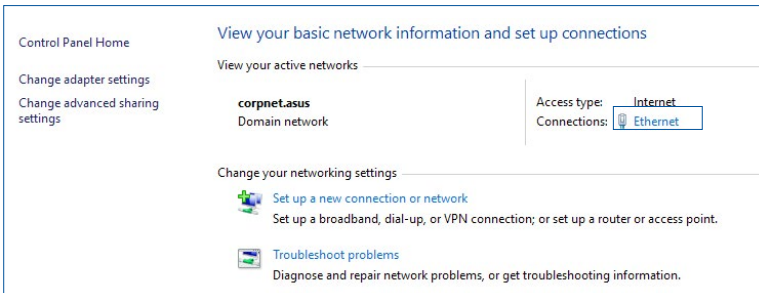 Control Panel Home
Change adapter settings
Change advanced sharing
settings
View your basic network information and set up connections
View your active networks
corpnet.asus
Domain network
Access type: Internet
Connections: Ethernet
Change your networking settings
Set up a new connection or network
Set up a broadband, dial-up, or VPN connection; or set up a router or access point.
Troubleshoot problems
Diagnose and repair network problems, or get troubleshooting information.